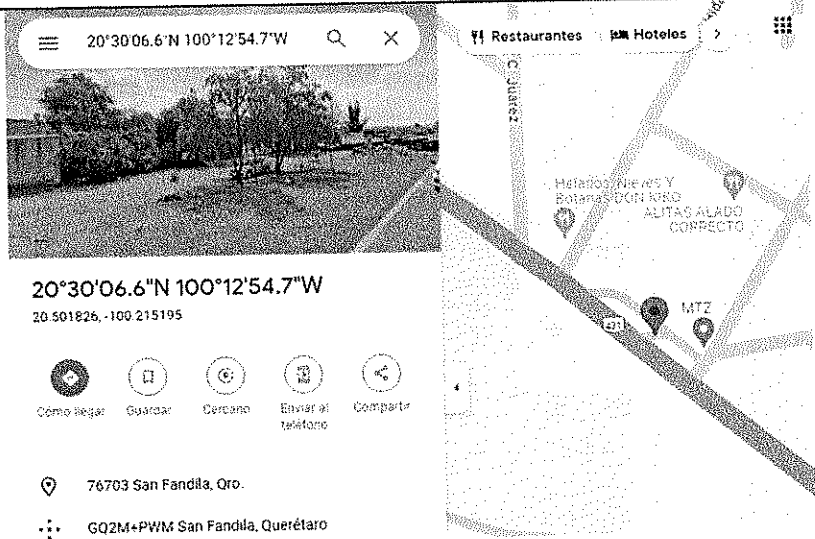 20°30'06.6"N 100°12'54.7"W
Restaurantes
Hoteles
20°30'06.6"N 100°12'54.7"W
20.501826, -100.215195
Cómo llegar
Guardar
Cercano
Enviar al
teléfono
Compartir
76703 San Fandila, Qro.
GQ2M+PWM San Fandila, Querétaro
C. Juarez
Helados Nieves Y
Botanas DON KIKO
ALITAS ALADO
CORRECTO
MTZ